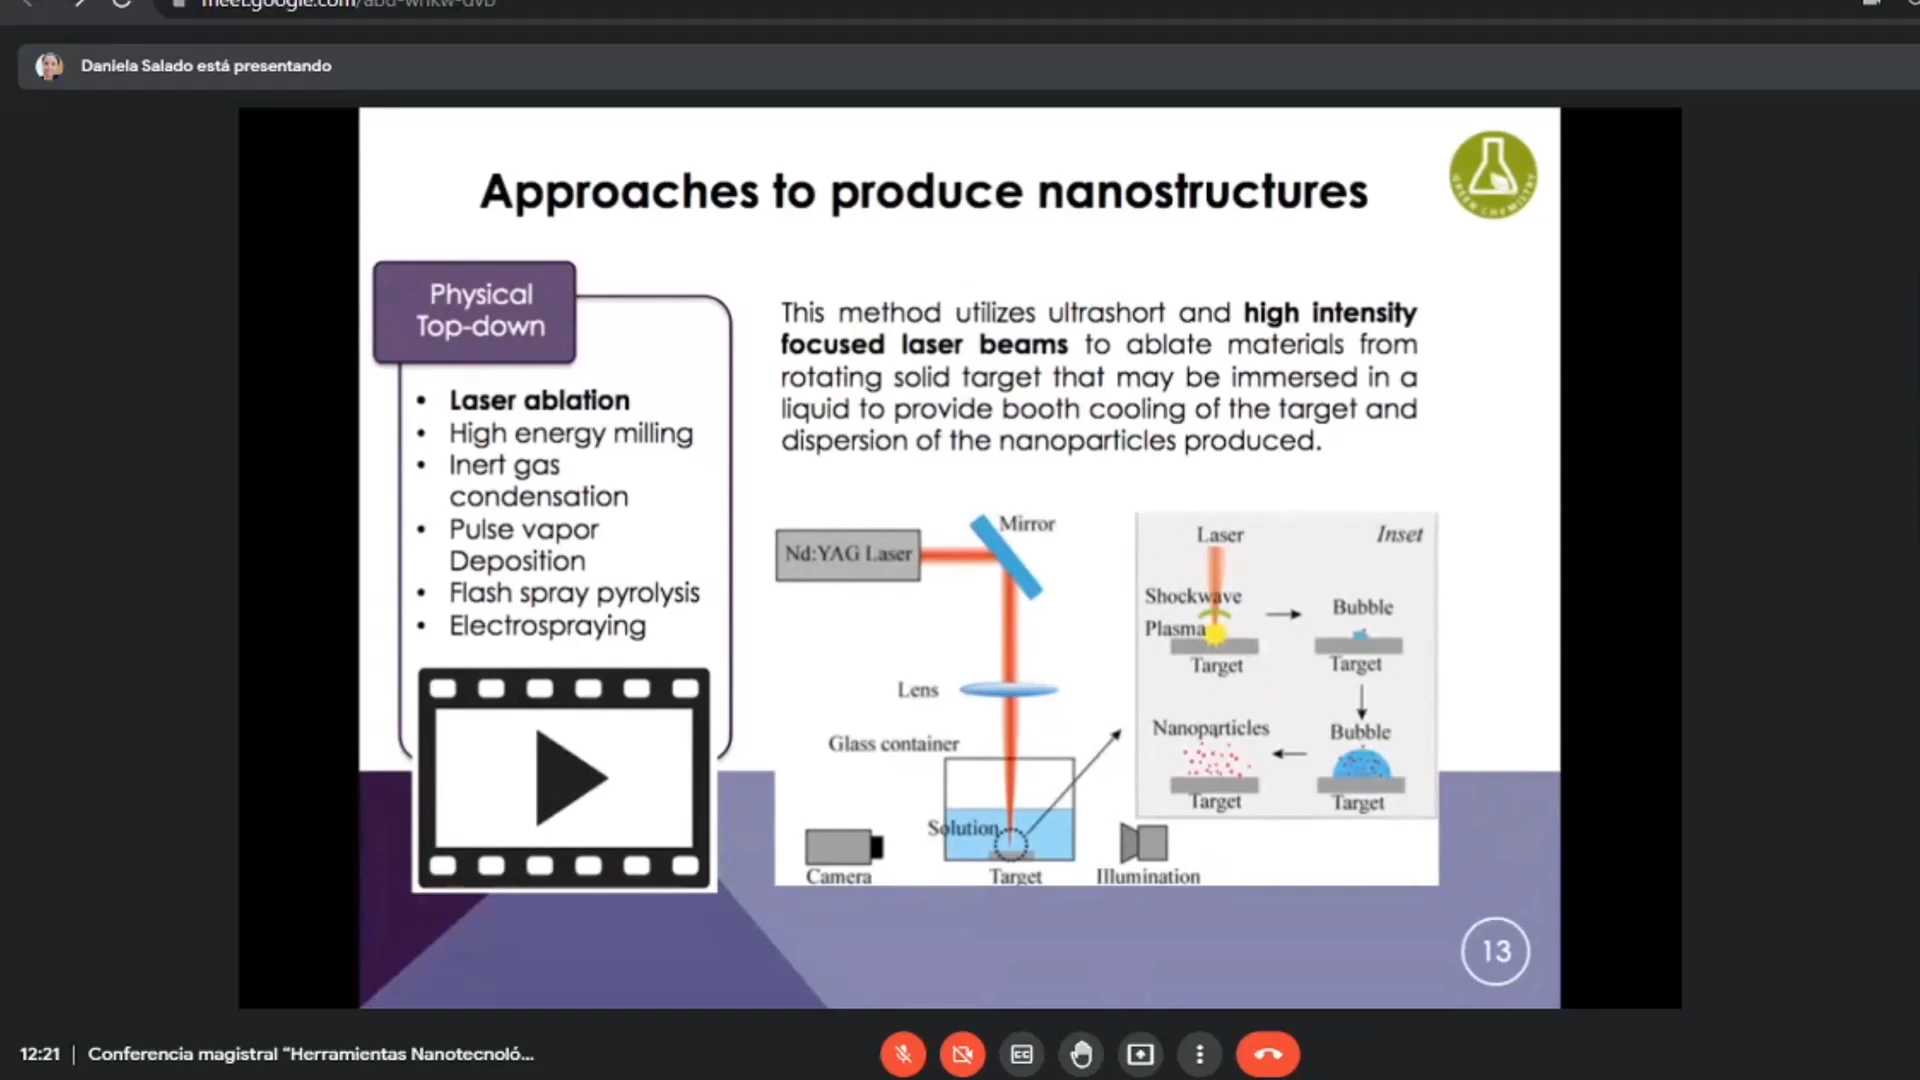 Daniela Salado está presentando
Approaches to produce nanostructures
GREEN CHEMISTRY
Physical
Top-down
• Laser ablation
• High energy milling
• Inert gas
condensation
• Pulse vapor
Deposition
• Flash spray pyrolysis
• Electrospraying
This method utilizes ultrashort and high intensity
focused laser beams to ablate materials from
rotating solid target that may be immersed in a
liquid to provide booth cooling of the target and
dispersion of the nanoparticles produced.
Nd:YAG Laser
Mirror
Lens
Glass container
Solution
Camera
Target
Illumination
Laser
Inset
Shockwave
Plasma
Target
Bubble
Target
Nanoparticles
Target
Bubble
Target
13
12:21 | Conferencia magistral “Herramientas Nanotecnoló...
CC